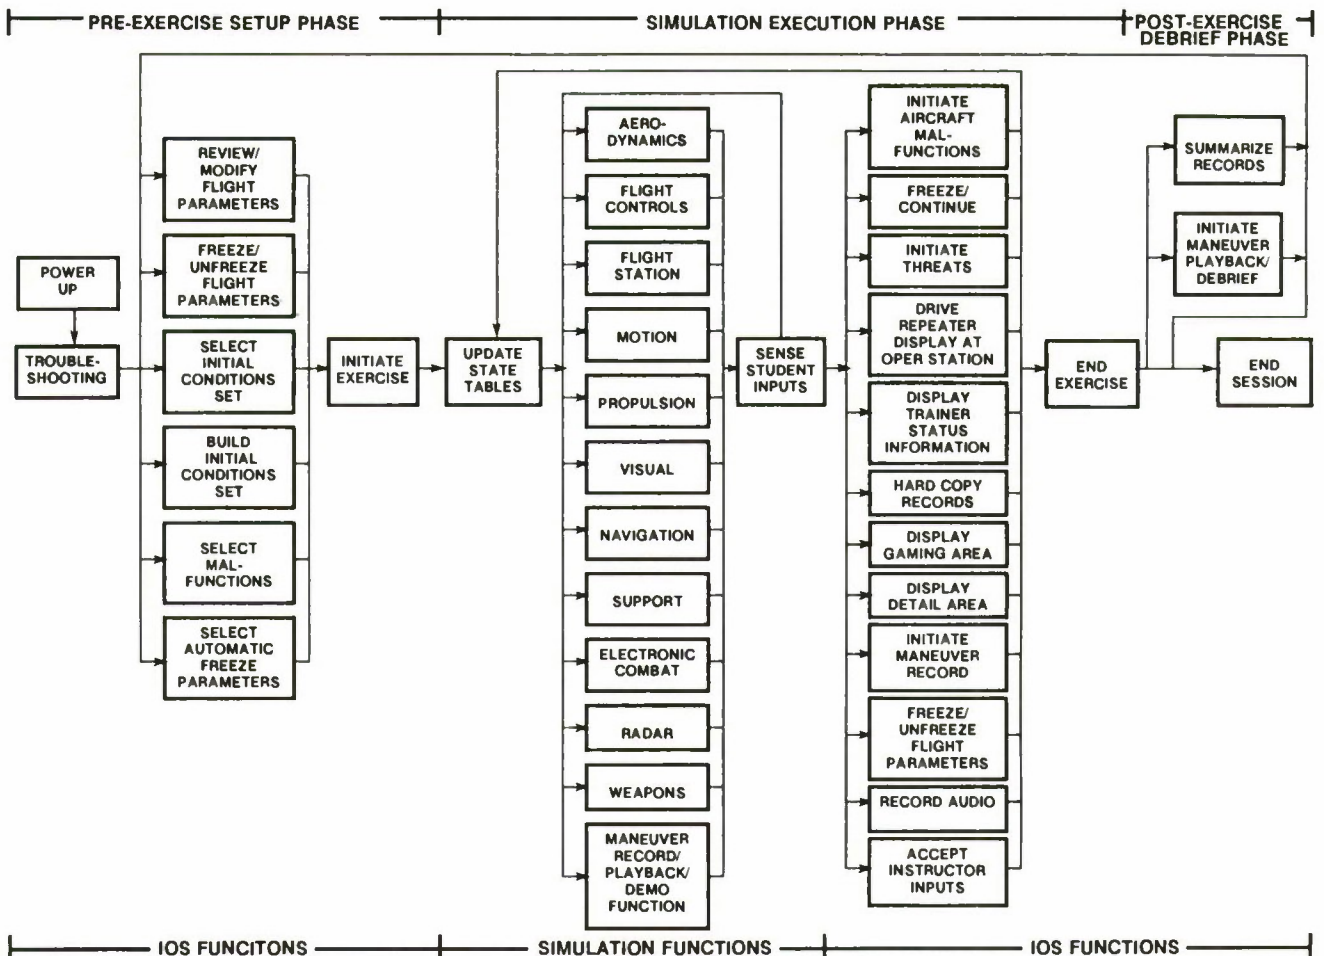 PRE-EXERCISE SETUP PHASE
SIMULATION EXECUTION PHASE
POST-EXERCISE
DEBRIEF PHASE
POWER
UP
TROUBLE-
SHOOTING
REVIEW/
MODIFY
FLIGHT
PARAMETERS
FREEZE/
UNFREEZE
FLIGHT
PARAMETERS
SELECT
INITIAL
CONDITIONS
SET
BUILD
INITIAL
CONDITIONS
SET
SELECT
MAL-
FUNCTIONS
SELECT
AUTOMATIC
FREEZE
PARAMETERS
INITIATE
EXERCISE
UPDATE
STATE
TABLES
AERO-
DYNAMICS
FLIGHT
CONTROLS
FLIGHT
STATION
MOTION
PROPULSION
VISUAL
NAVIGATION
SUPPORT
ELECTRONIC
COMBAT
RADAR
WEAPONS
MANEUVER
RECORD/
PLAYBACK/
DEMO
FUNCTION
SENSE
STUDENT
INPUTS
INITIATE
AIRCRAFT
MAL-
FUNCTIONS
FREEZE/
CONTINUE
INITIATE
THREATS
DRIVE
REPEATER
DISPLAY AT
OPER STATION
DISPLAY
TRAINER
STATUS
INFORMATION
HARD COPY
RECORDS
DISPLAY
GAMING AREA
DISPLAY
DETAIL AREA
INITIATE
MANEUVER
RECORD
FREEZE/
UNFREEZE
FLIGHT
PARAMETERS
RECORD AUDIO
ACCEPT
INSTRUCTOR
INPUTS
END
EXERCISE
SUMMARIZE
RECORDS
INITIATE
MANEUVER
PLAYBACK/
DEBRIEF
END
SESSION
IOS FUNCITONS
SIMULATION FUNCTIONS
IOS FUNCTIONS